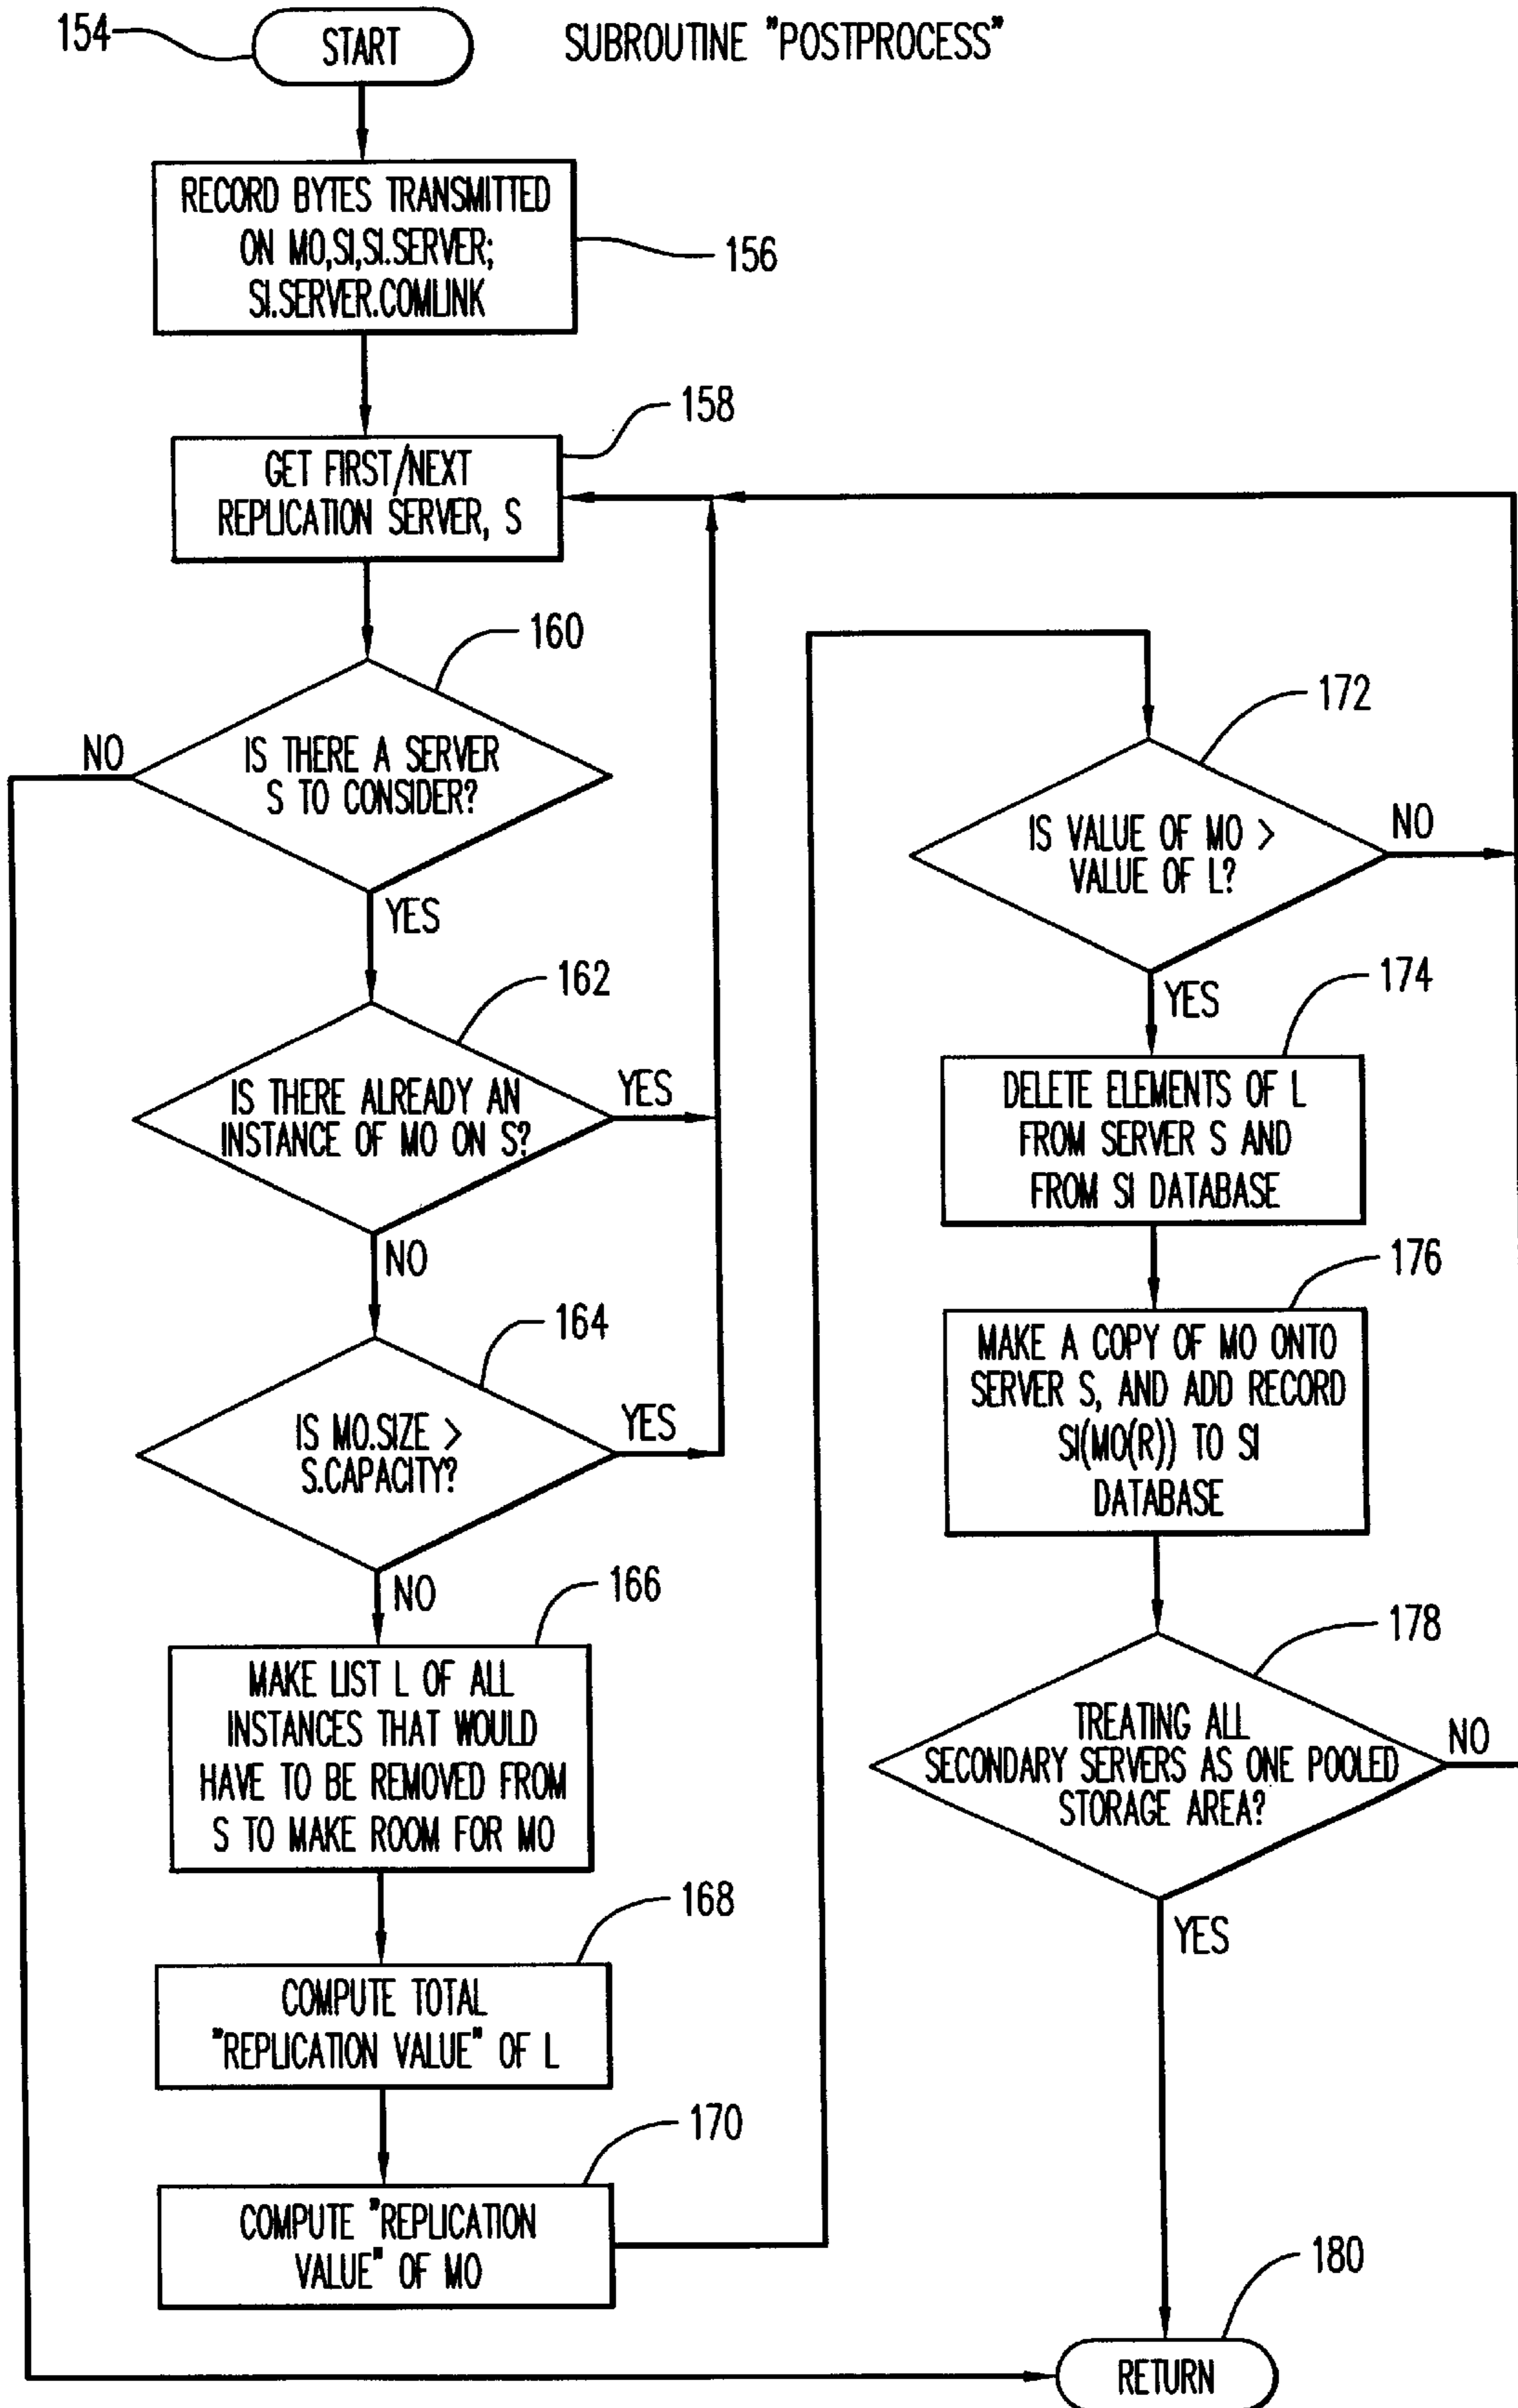 154
START
SUBROUTINE "POSTPROCESS"
RECORD BYTES TRANSMITTED
ON MO,SI,SI.SERVER;
SI.SERVER.COMLINK
156
158
GET FIRST/NEXT
REPLICATION SERVER, S
160
NO
IS THERE A SERVER
S TO CONSIDER?
YES
162
IS THERE ALREADY AN
INSTANCE OF MO ON S?
YES
NO
164
IS MO.SIZE >
S.CAPACITY?
YES
NO
166
MAKE LIST L OF ALL
INSTANCES THAT WOULD
HAVE TO BE REMOVED FROM
S TO MAKE ROOM FOR MO
168
COMPUTE TOTAL
"REPLICATION VALUE" OF L
170
COMPUTE "REPLICATION
VALUE" OF MO
172
IS VALUE OF MO >
VALUE OF L?
NO
YES
174
DELETE ELEMENTS OF L
FROM SERVER S AND
FROM SI DATABASE
176
MAKE A COPY OF MO ONTO
SERVER S, AND ADD RECORD
SI(MO(R)) TO SI
DATABASE
178
TREATING ALL
SECONDARY SERVERS AS ONE POOLED
STORAGE AREA?
NO
YES
180
RETURN